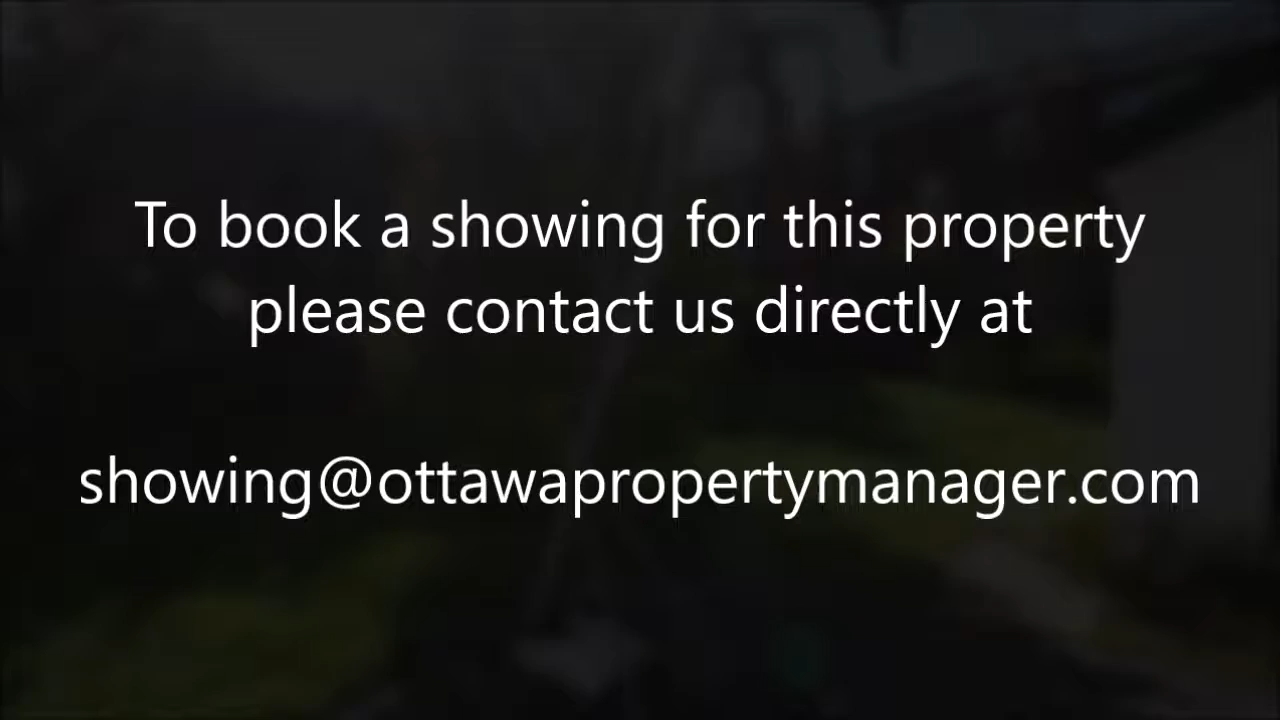 To book a showing for this property
please contact us directly at
showing@ottawapropertymanager.com